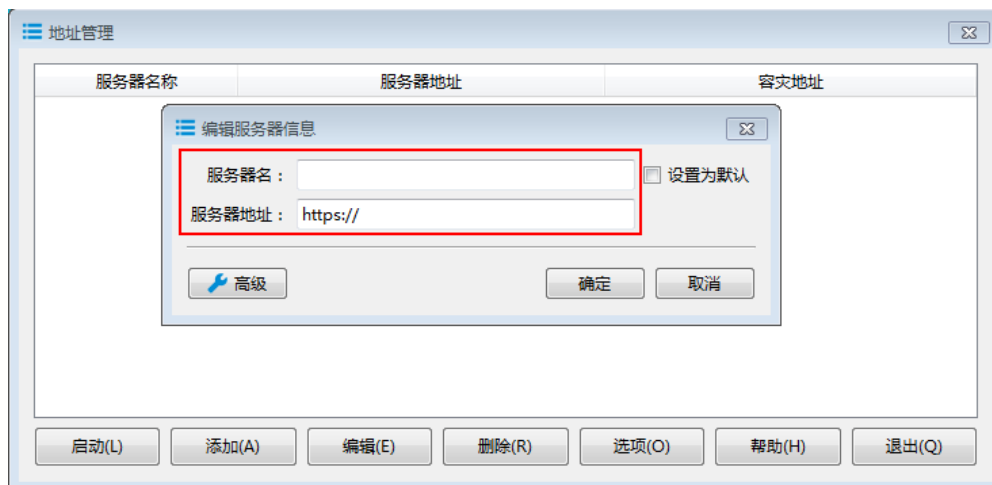 地址管理
服务器名称 服务器地址 容灾地址
编辑服务器信息
服务器名： 设置为默认
服务器地址： https://
高级 确定 取消
启动(L) 添加(A) 编辑(E) 删除(R) 选项(O) 帮助(H) 退出(Q)